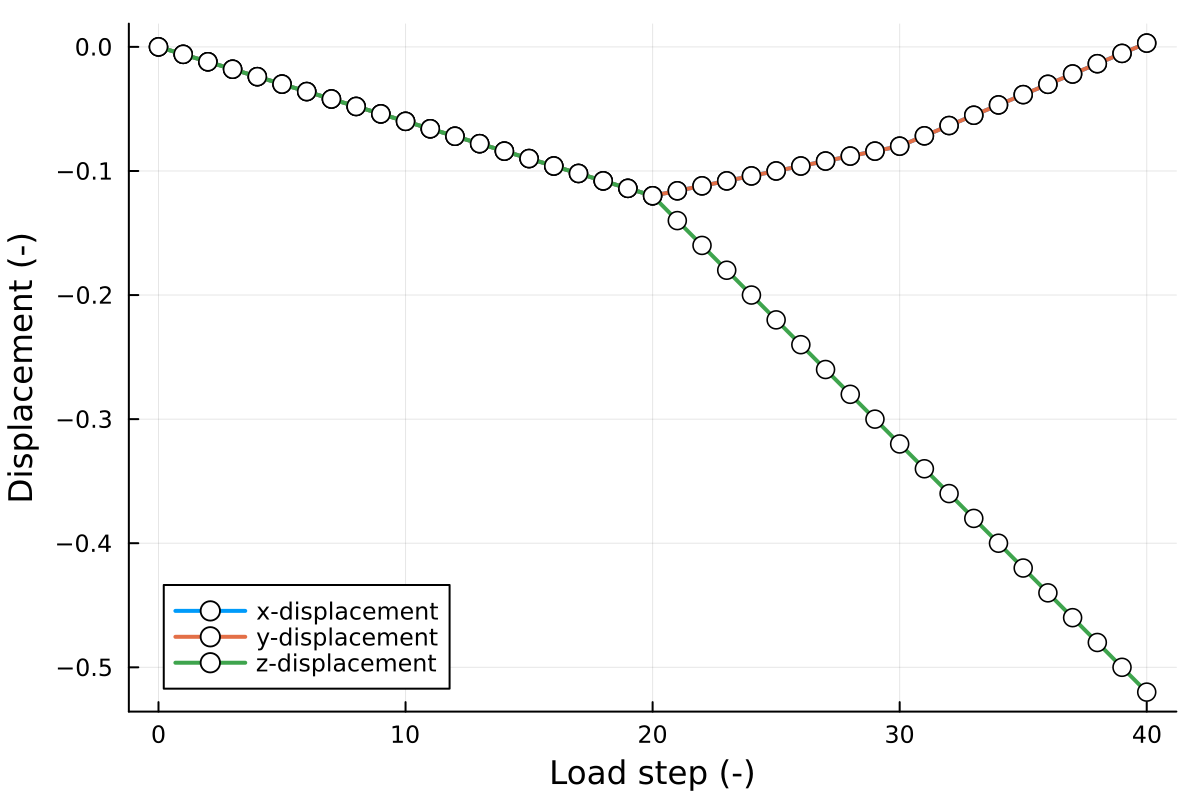 Displacement (-)
0.0
−0.1
−0.2
−0.3
−0.4
−0.5
x-displacement
y-displacement
z-displacement
0 10 20 30 40
Load step (-)